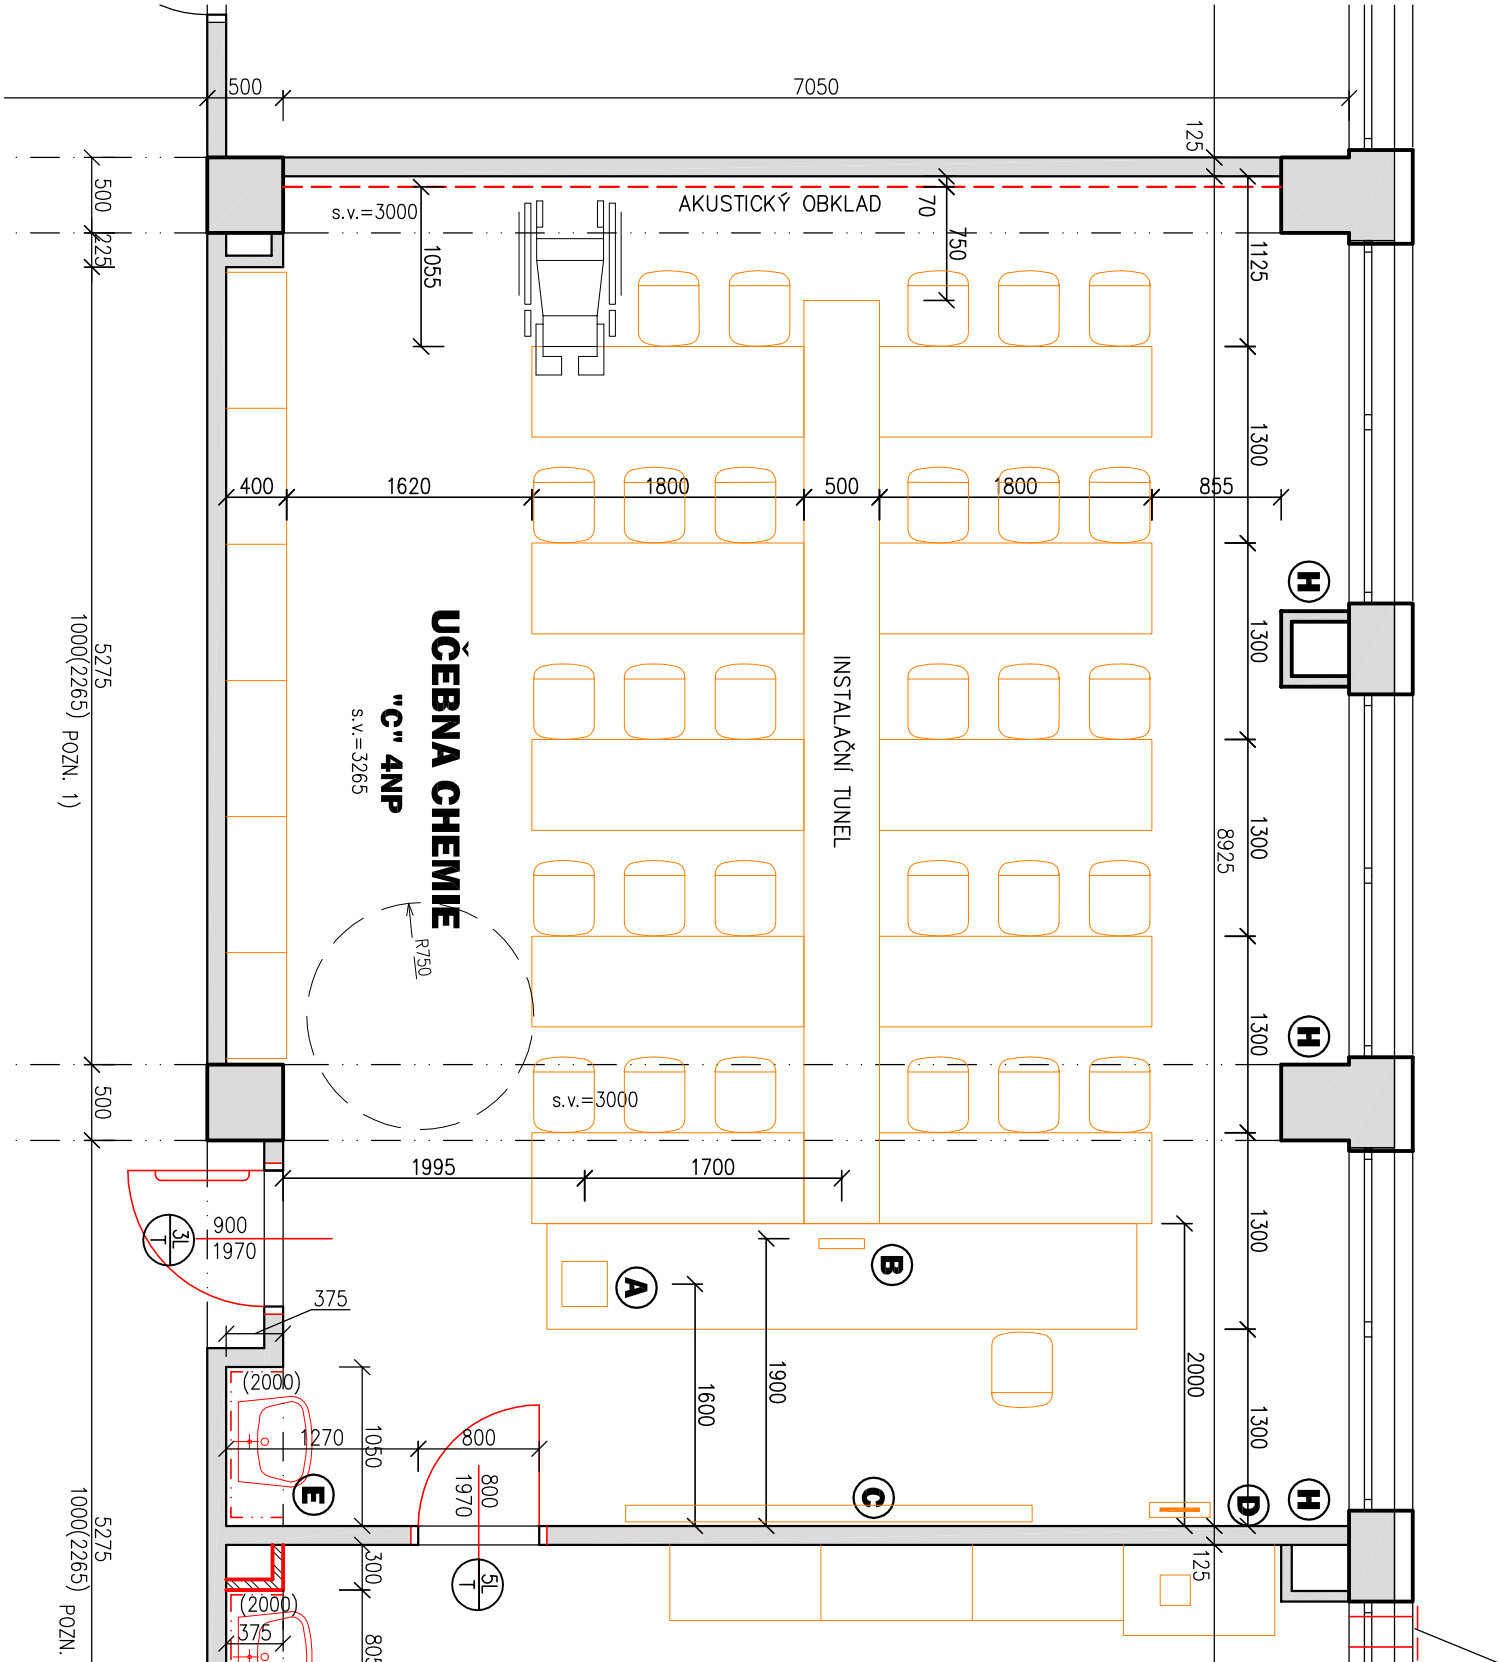 500
7050
125
500
225
s.v.=3000
AKUSTICKÝ OBKLAD
70
750
1055
1125
1300
400
1620
1800
500
1800
855
H
5275
1000(2265) POZN. 1)
UČEBNA CHEMIE
"C" 4NP
s.v.=3265
INSTALAČNÍ TUNEL
1300
1300
8925
R750
1300
H
500
s.v.=3000
1995
1700
3L
T
900
1970
1300
A
B
375
2000
1900
1600
(2000)
1270
1050
800
800
1970
1300
E
C
D
H
5275
1000(2265) POZN.
300
5L
T
125
(2000)
375
805